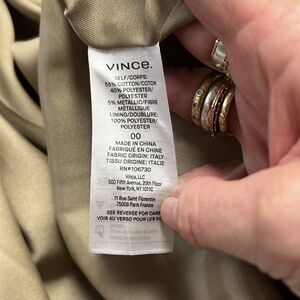 VINCE.
SELF/CORPS:
55% COTTON/COTON
40% POLYESTER/
POLYESTER
5% METALLIC/FIBRE
METALLIQUE
LINING/DOUBLURE:
100% POLYESTER/
POLYESTER
00
MADE IN CHINA
FABRIQUÉ EN CHINE
FABRIC ORIGIN: ITALY
TISSU ORIGINE: ITALIE
RN#106730
Vince, LLC
500 Fifth Avenue, 20th Floor
New York, NY 10110
11 Rue Saint Florentin
75008 Paris France
SEE REVERSE FOR CARE
VOIR AU VERSO POUR LES SO